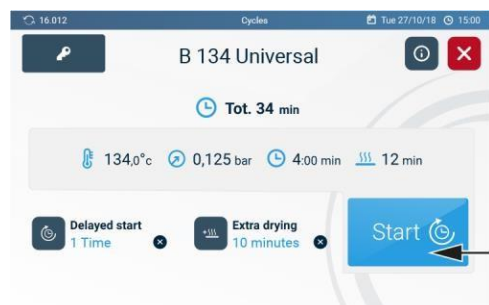 16.012 Cycles Tue 27/10/18 15:00
B 134 Universal
Tot. 34 min
134,0°c 0,125 bar 4:00 min 12 min
Delayed start
1 Time
Extra drying
10 minutes
Start